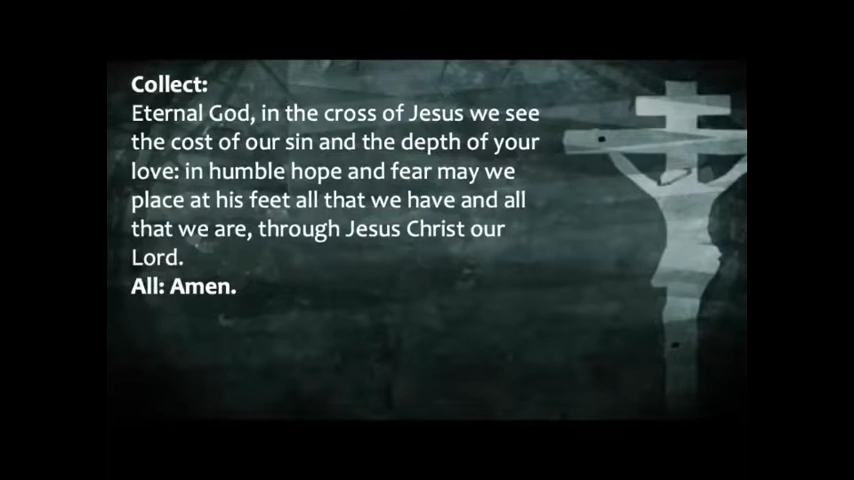 Collect:
Eternal God, in the cross of Jesus we see
the cost of our sin and the depth of your
love: in humble hope and fear may we
place at his feet all that we have and all
that we are, through Jesus Christ our
Lord.
All: Amen.